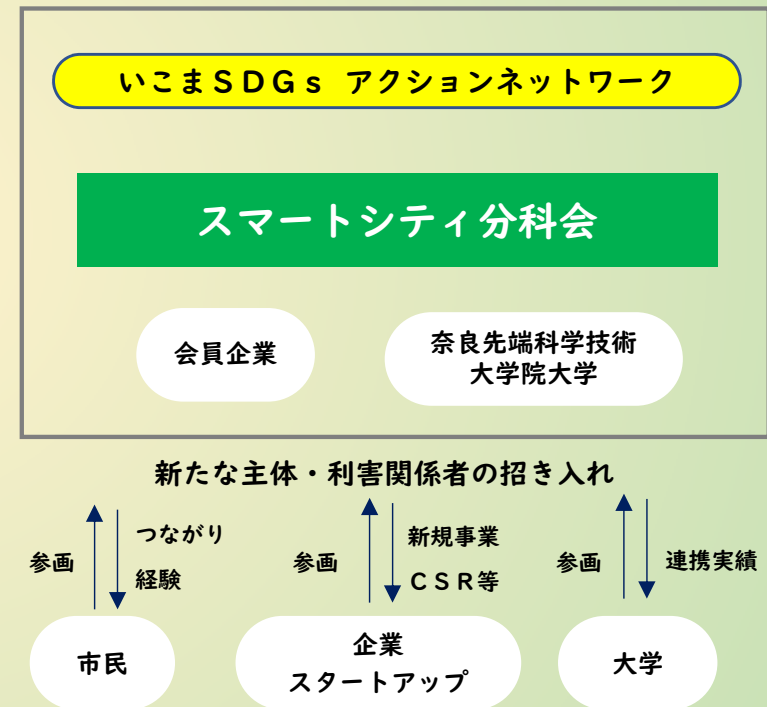 いこまＳＤＧｓ アクションネットワーク
スマートシティ分科会
会員企業
奈良先端科学技術
大学院大学
新たな主体・利害関係者の招き入れ
参画
つながり
経験
参画
新規事業
ＣＳＲ等
参画
連携実績
市民
企業
スタートアップ
大学